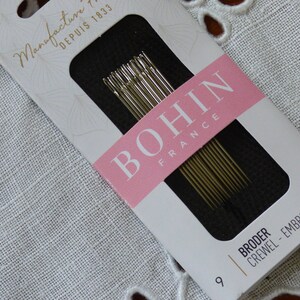 Manufacture
DEPUIS 1833
BOHIN
FRANCE
9
BRODER
CREWEL - EMBR